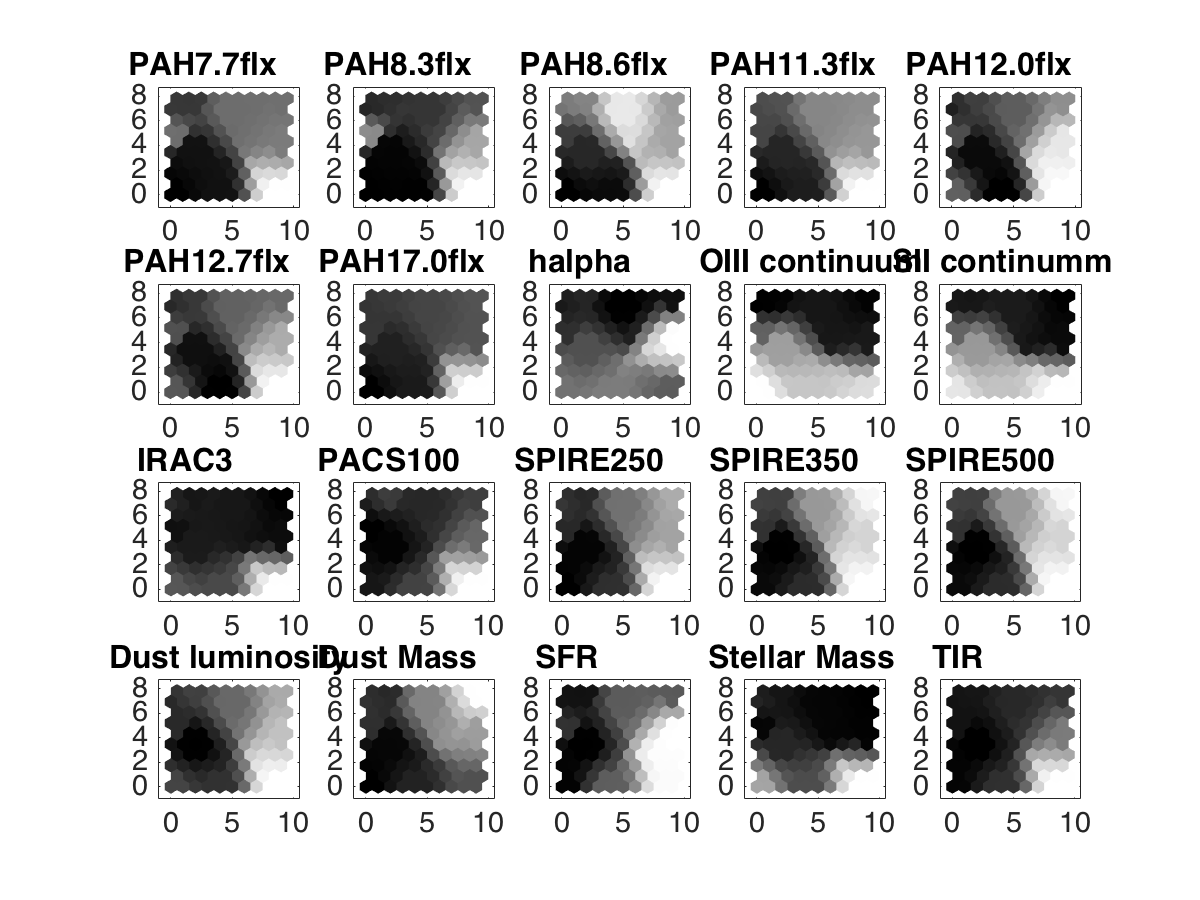 PAH7.7flx PAH8.3flx PAH8.6flx PAH11.3flx PAH12.0flx
8 8 8 8 8
6 6 6 6 6
4 4 4 4 4
2 2 2 2 2
0 0 0 0 0
0 5 10 0 5 10 0 5 10 0 5 10 0 5 10
PAH12.7flx PAH17.0flx halpha OIII continuum SII continumm
8 8 8 8 8
6 6 6 6 6
4 4 4 4 4
2 2 2 2 2
0 0 0 0 0
0 5 10 0 5 10 0 5 10 0 5 10 0 5 10
IRAC3 PACS100 SPIRE250 SPIRE350 SPIRE500
8 8 8 8 8
6 6 6 6 6
4 4 4 4 4
2 2 2 2 2
0 0 0 0 0
0 5 10 0 5 10 0 5 10 0 5 10 0 5 10
Dust luminosity Dust Mass SFR Stellar Mass TIR
8 8 8 8 8
6 6 6 6 6
4 4 4 4 4
2 2 2 2 2
0 0 0 0 0
0 5 10 0 5 10 0 5 10 0 5 10 0 5 10